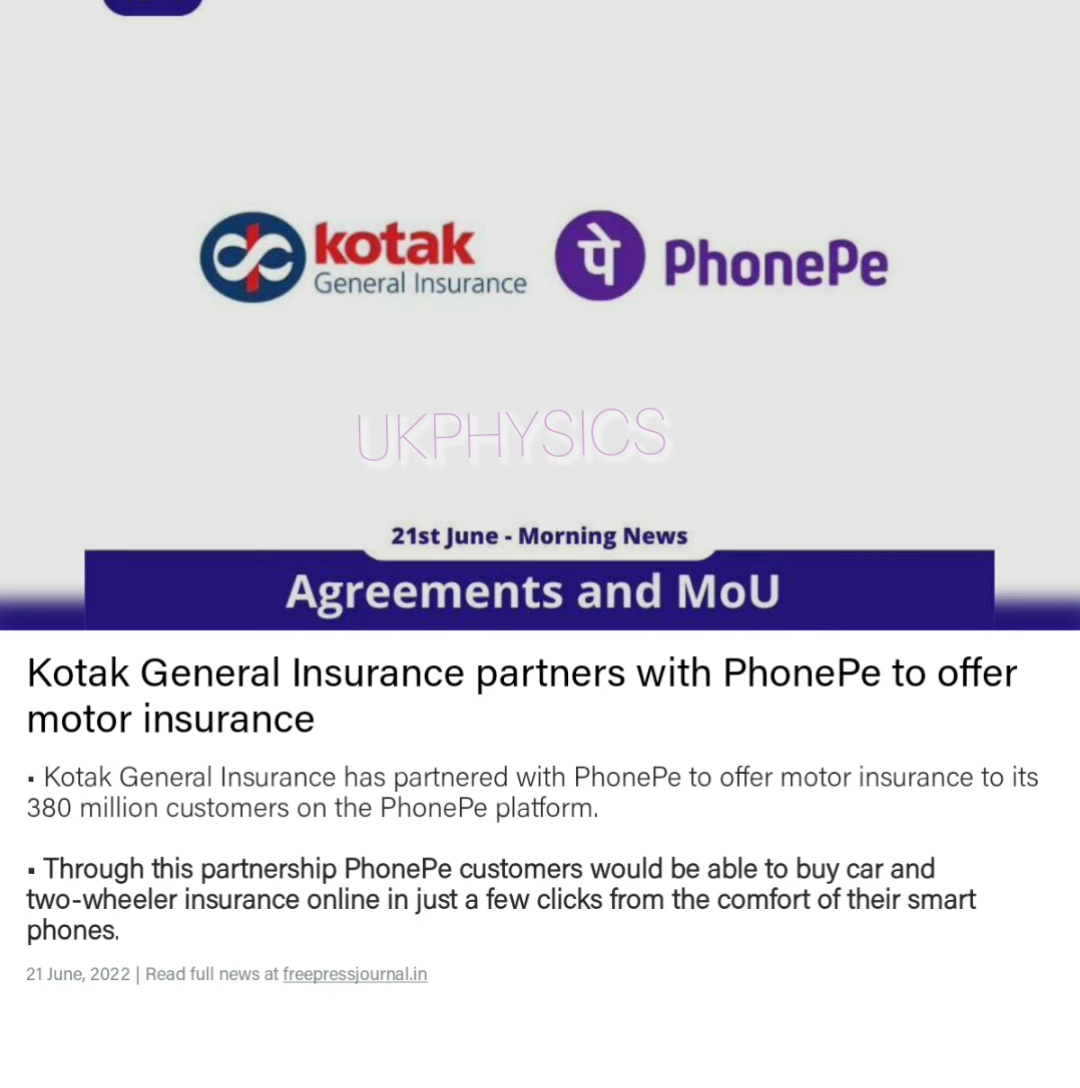 kotak
General Insurance
पे PhonePe
UKPHYSICS
21st June - Morning News
Agreements and MoU
Kotak General Insurance partners with PhonePe to offer
motor insurance
▪ Kotak General Insurance has partnered with PhonePe to offer motor insurance to its
380 million customers on the PhonePe platform.
▪ Through this partnership PhonePe customers would be able to buy car and
two-wheeler insurance online in just a few clicks from the comfort of their smart
phones.
21 June, 2022 | Read full news at freepressjournal.in